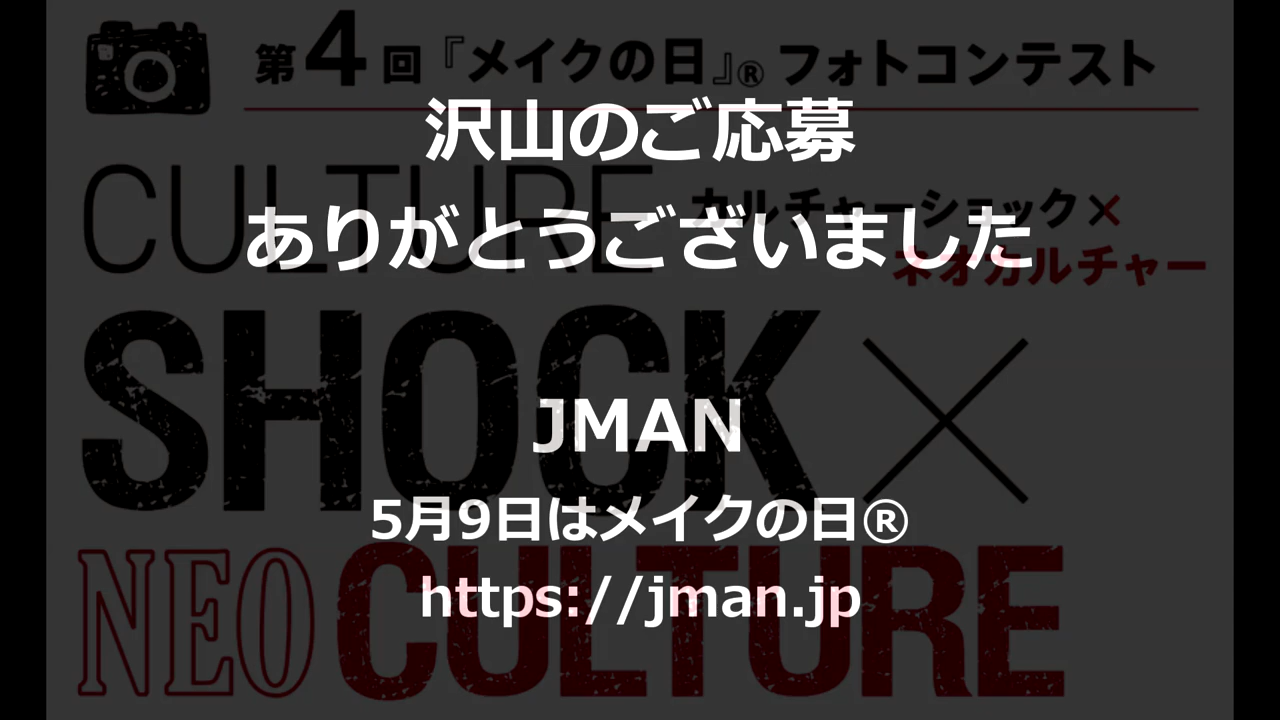 第4回『メイクの日』®フォトコンテスト
沢山のご応募
ありがとうございました
CULTURE カルチャーショック×
ネオカルチャー
SHOCK×
JMAN
5月9日はメイクの日®
https://jman.jp
NEO CULTURE